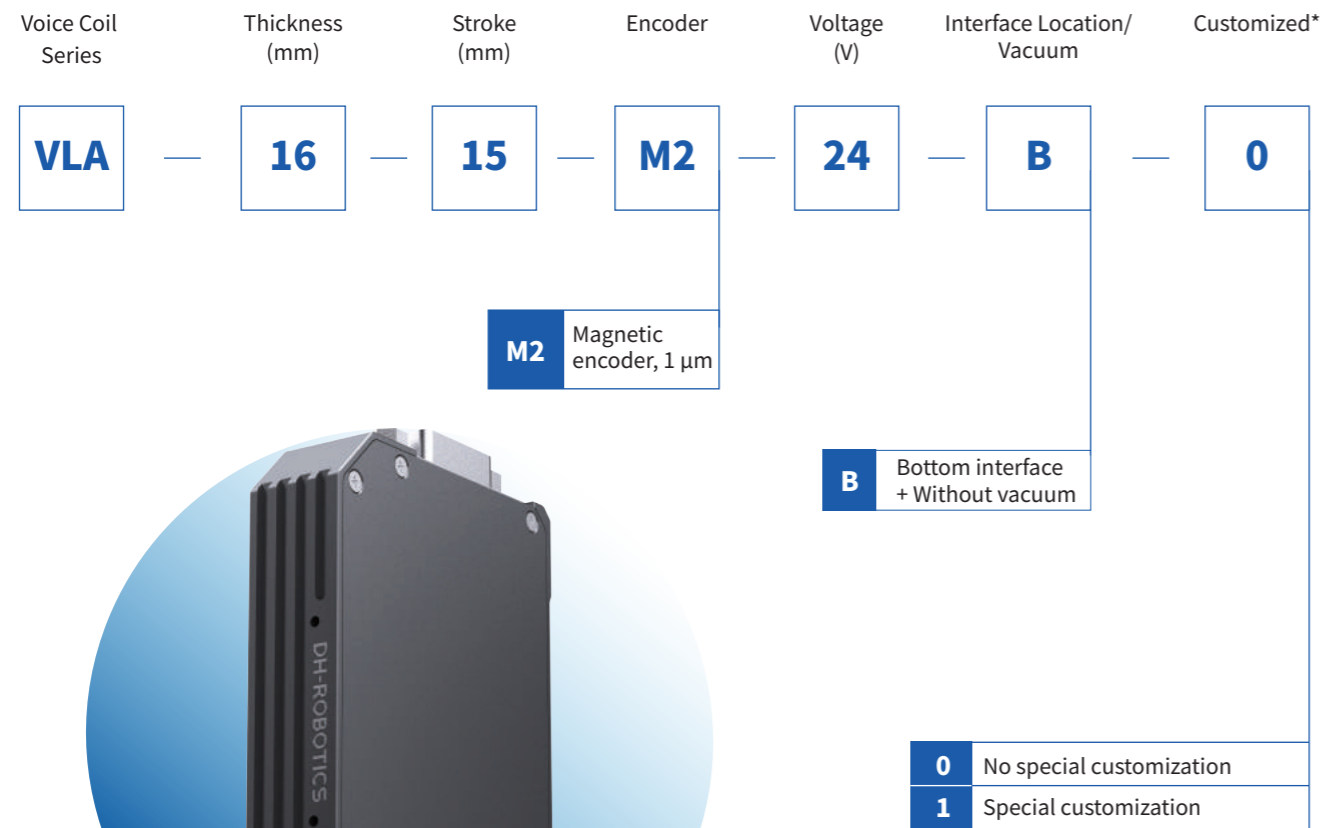 Voice Coil
Series
Thickness
(mm)
Stroke
(mm)
Encoder
Voltage
(V)
Interface Location/
Vacuum
Customized*
VLA — 16 — 15 — M2 — 24 — B — 0
M2 Magnetic
encoder, 1 μm
B Bottom interface
+ Without vacuum
DH-ROBOTICS
0 No special customization
1 Special customization